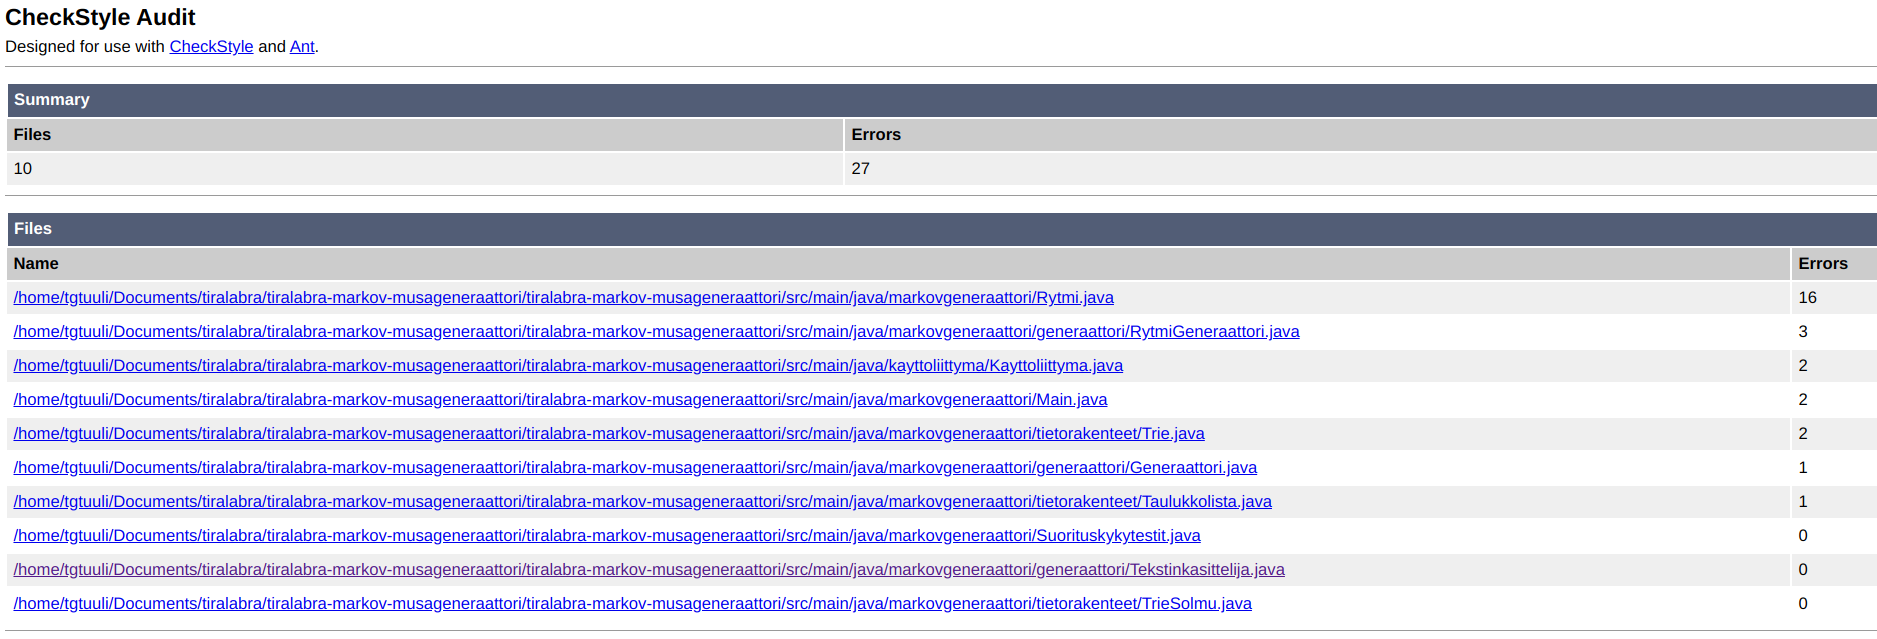 CheckStyle Audit
Designed for use with CheckStyle and Ant.
Summary
Files Errors
10 27
Files
Name Errors
/home/tgtuuli/Documents/tiralabra/tiralabra-markov-musageneraattori/tiralabra-markov-musageneraattori/src/main/java/markovgeneraattori/Rytmi.java 16
/home/tgtuuli/Documents/tiralabra/tiralabra-markov-musageneraattori/tiralabra-markov-musageneraattori/src/main/java/markovgeneraattori/generaattori/RytmiGeneraattori.java 3
/home/tgtuuli/Documents/tiralabra/tiralabra-markov-musageneraattori/tiralabra-markov-musageneraattori/src/main/java/kayttoliittyma/Kayttoliittyma.java 2
/home/tgtuuli/Documents/tiralabra/tiralabra-markov-musageneraattori/tiralabra-markov-musageneraattori/src/main/java/markovgeneraattori/Main.java 2
/home/tgtuuli/Documents/tiralabra/tiralabra-markov-musageneraattori/tiralabra-markov-musageneraattori/src/main/java/markovgeneraattori/tietorakenteet/Trie.java 2
/home/tgtuuli/Documents/tiralabra/tiralabra-markov-musageneraattori/tiralabra-markov-musageneraattori/src/main/java/markovgeneraattori/generaattori/Generaattori.java 1
/home/tgtuuli/Documents/tiralabra/tiralabra-markov-musageneraattori/tiralabra-markov-musageneraattori/src/main/java/markovgeneraattori/tietorakenteet/Taulukkolista.java 1
/home/tgtuuli/Documents/tiralabra/tiralabra-markov-musageneraattori/tiralabra-markov-musageneraattori/src/main/java/markovgeneraattori/Suorituskykytestit.java 0
/home/tgtuuli/Documents/tiralabra/tiralabra-markov-musageneraattori/tiralabra-markov-musageneraattori/src/main/java/markovgeneraattori/generaattori/Tekstinkasittelija.java 0
/home/tgtuuli/Documents/tiralabra/tiralabra-markov-musageneraattori/tiralabra-markov-musageneraattori/src/main/java/markovgeneraattori/tietorakenteet/TrieSolmu.java 0